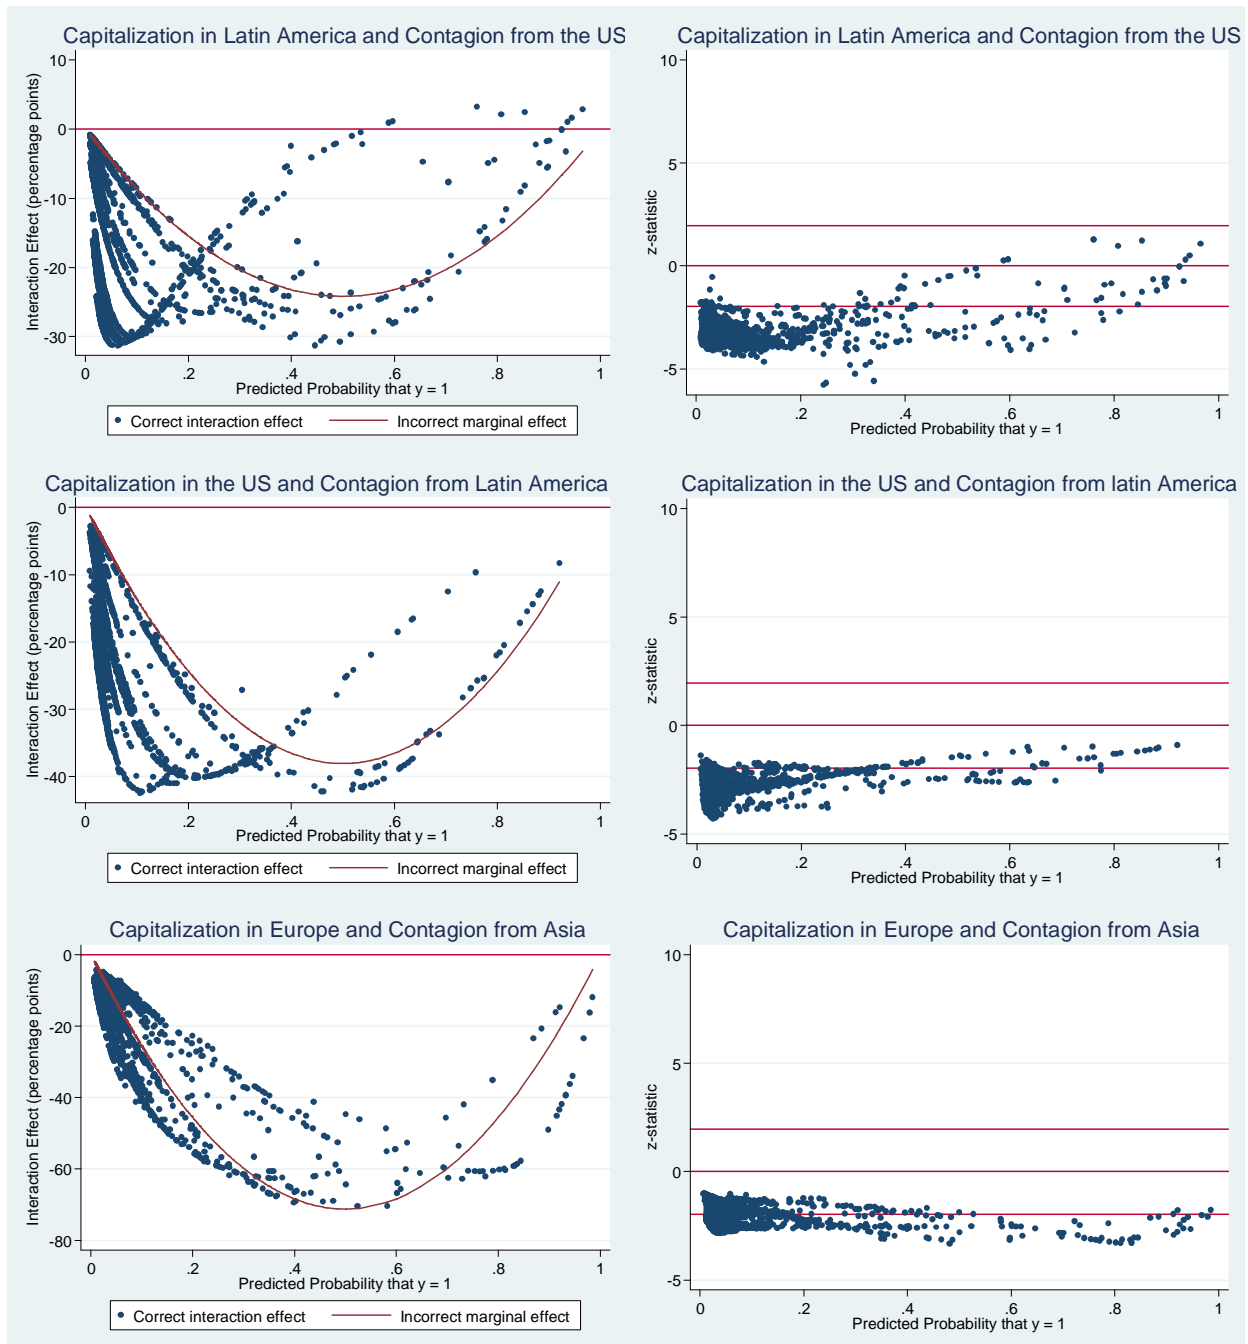 Capitalization in Latin America and Contagion from the US
Interaction Effect (percentage points)
10
0
-10
-20
-30
0 .2 .4 .6 .8 1
Predicted Probability that y = 1
Correct interaction effect Incorrect marginal effect
Capitalization in Latin America and Contagion from the US
z-statistic
10
5
0
-5
0 .2 .4 .6 .8 1
Predicted Probability that y = 1
Capitalization in the US and Contagion from Latin America
Interaction Effect (percentage points)
0
-10
-20
-30
-40
0 .2 .4 .6 .8 1
Predicted Probability that y = 1
Correct interaction effect Incorrect marginal effect
Capitalization in the US and Contagion from latin America
z-statistic
10
5
0
-5
0 .2 .4 .6 .8 1
Predicted Probability that y = 1
Capitalization in Europe and Contagion from Asia
Interaction Effect (percentage points)
0
-20
-40
-60
-80
0 .2 .4 .6 .8 1
Predicted Probability that y = 1
Correct interaction effect Incorrect marginal effect
Capitalization in Europe and Contagion from Asia
z-statistic
10
5
0
-5
0 .2 .4 .6 .8 1
Predicted Probability that y = 1